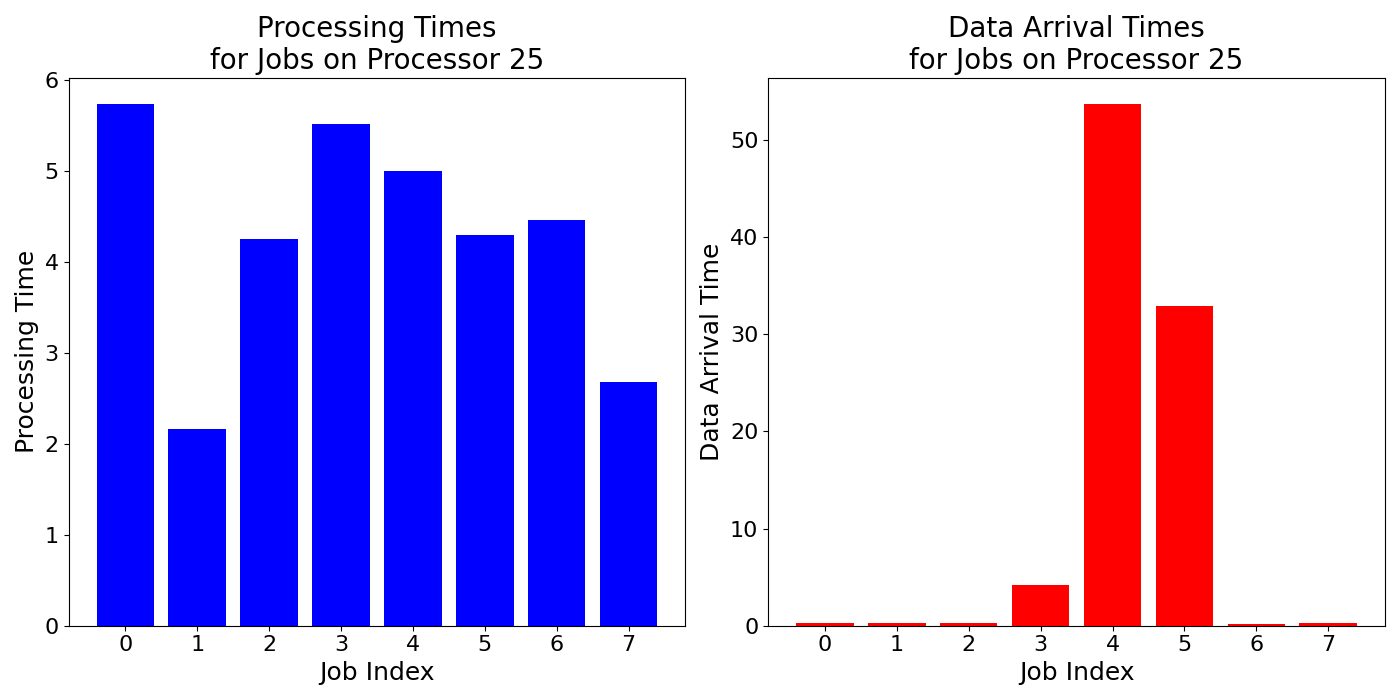 Processing Times
for Jobs on Processor 25
6
5
4
3
2
1
0
Processing Time
0 1 2 3 4 5 6 7
Job Index
Data Arrival Times
for Jobs on Processor 25
50
40
30
20
10
0
Data Arrival Time
0 1 2 3 4 5 6 7
Job Index